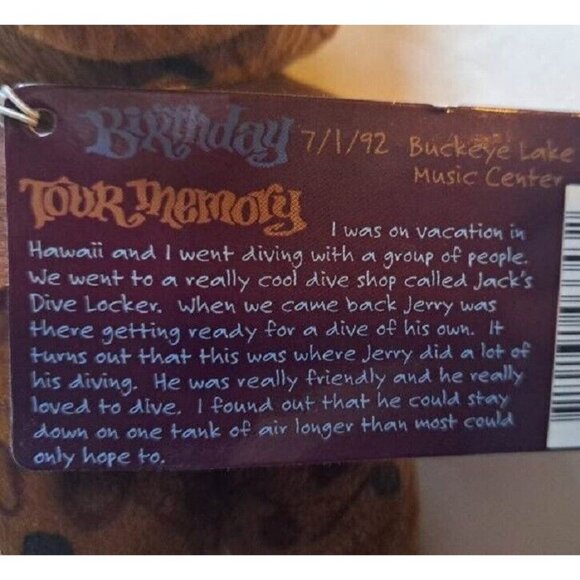 Birthday 7/1/92 Buckeye Lake
Music Center
Tour Memory
I was on vacation in
Hawaii and I went diving with a group of people.
We went to a really cool dive shop called Jack's
Dive Locker. When we came back Jerry was
there getting ready for a dive of his own. It
turns out that this was where Jerry did a lot of
his diving. He was really friendly and he really
loved to dive. I found out that he could stay
down on one tank of air longer than most could
only hope to.